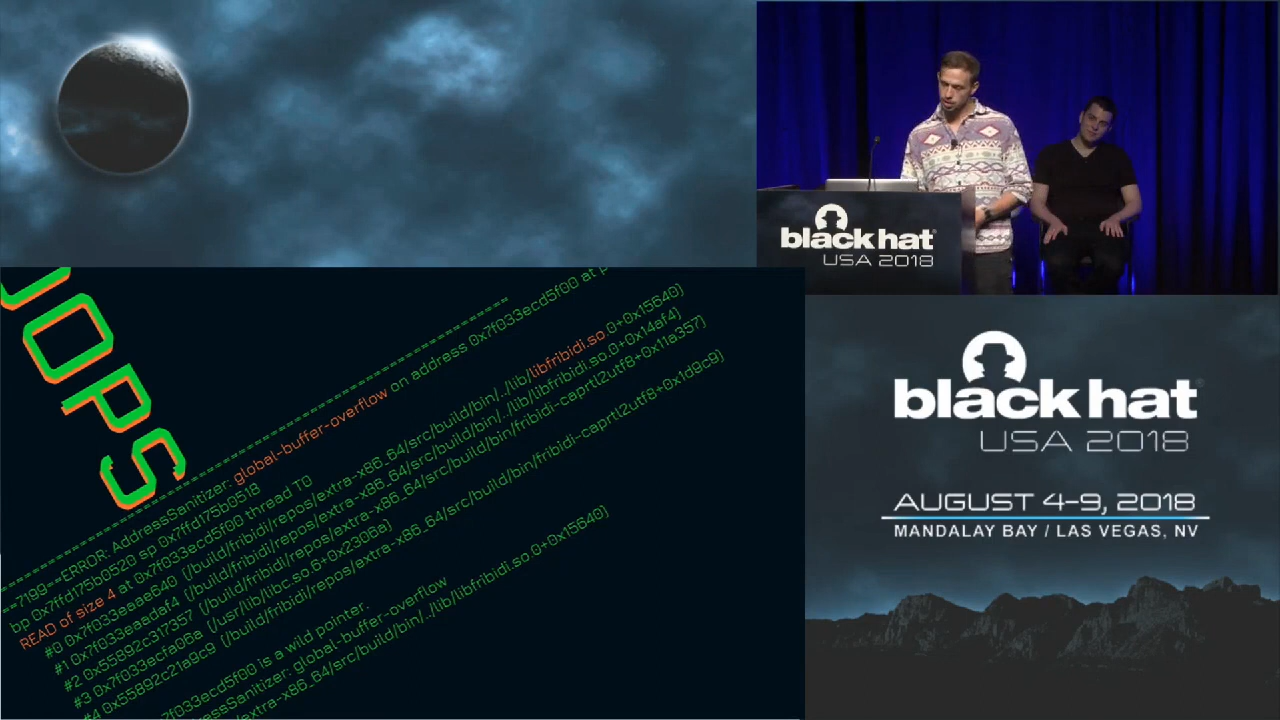 black hat
USA 2018
OOPS
==7199==ERROR: AddressSanitizer: global-buffer-overflow on address 0x7f033ecd5f00 at p
bp 0x7ffd175b0520 sp 0x7ffd175b0518
READ of size 4 at 0x7f033ecd5f00 thread T0
#0 0x7f033eaae640 (/build/fribidi/repos/extra-x86_64/src/build/bin/../lib/libfribidi.so.0+0x15640)
#1 0x7f033eaadaf4 (/build/fribidi/repos/extra-x86_64/src/build/bin/../lib/libfribidi.so.0+0x14af4)
#2 0x55892c317357 (/build/fribidi/repos/extra-x86_64/src/build/bin/fribidi-caprtl2utf8+0x11a357)
#3 0x7f033ecfa06a (/usr/lib/libc.so.6+0x2306a)
#4 0x55892c21a9c9 (/build/fribidi/repos/extra-x86_64/src/build/bin/fribidi-caprtl2utf8+0x1d9c9)
7f033ecd5f00 is a wild pointer.
ressSanitizer: global-buffer-overflow
extra-x86_64/src/build/bin/../lib/libfribidi.so.0+0x15640)
black hat
USA 2018
AUGUST 4-9, 2018
MANDALAY BAY / LAS VEGAS, NV